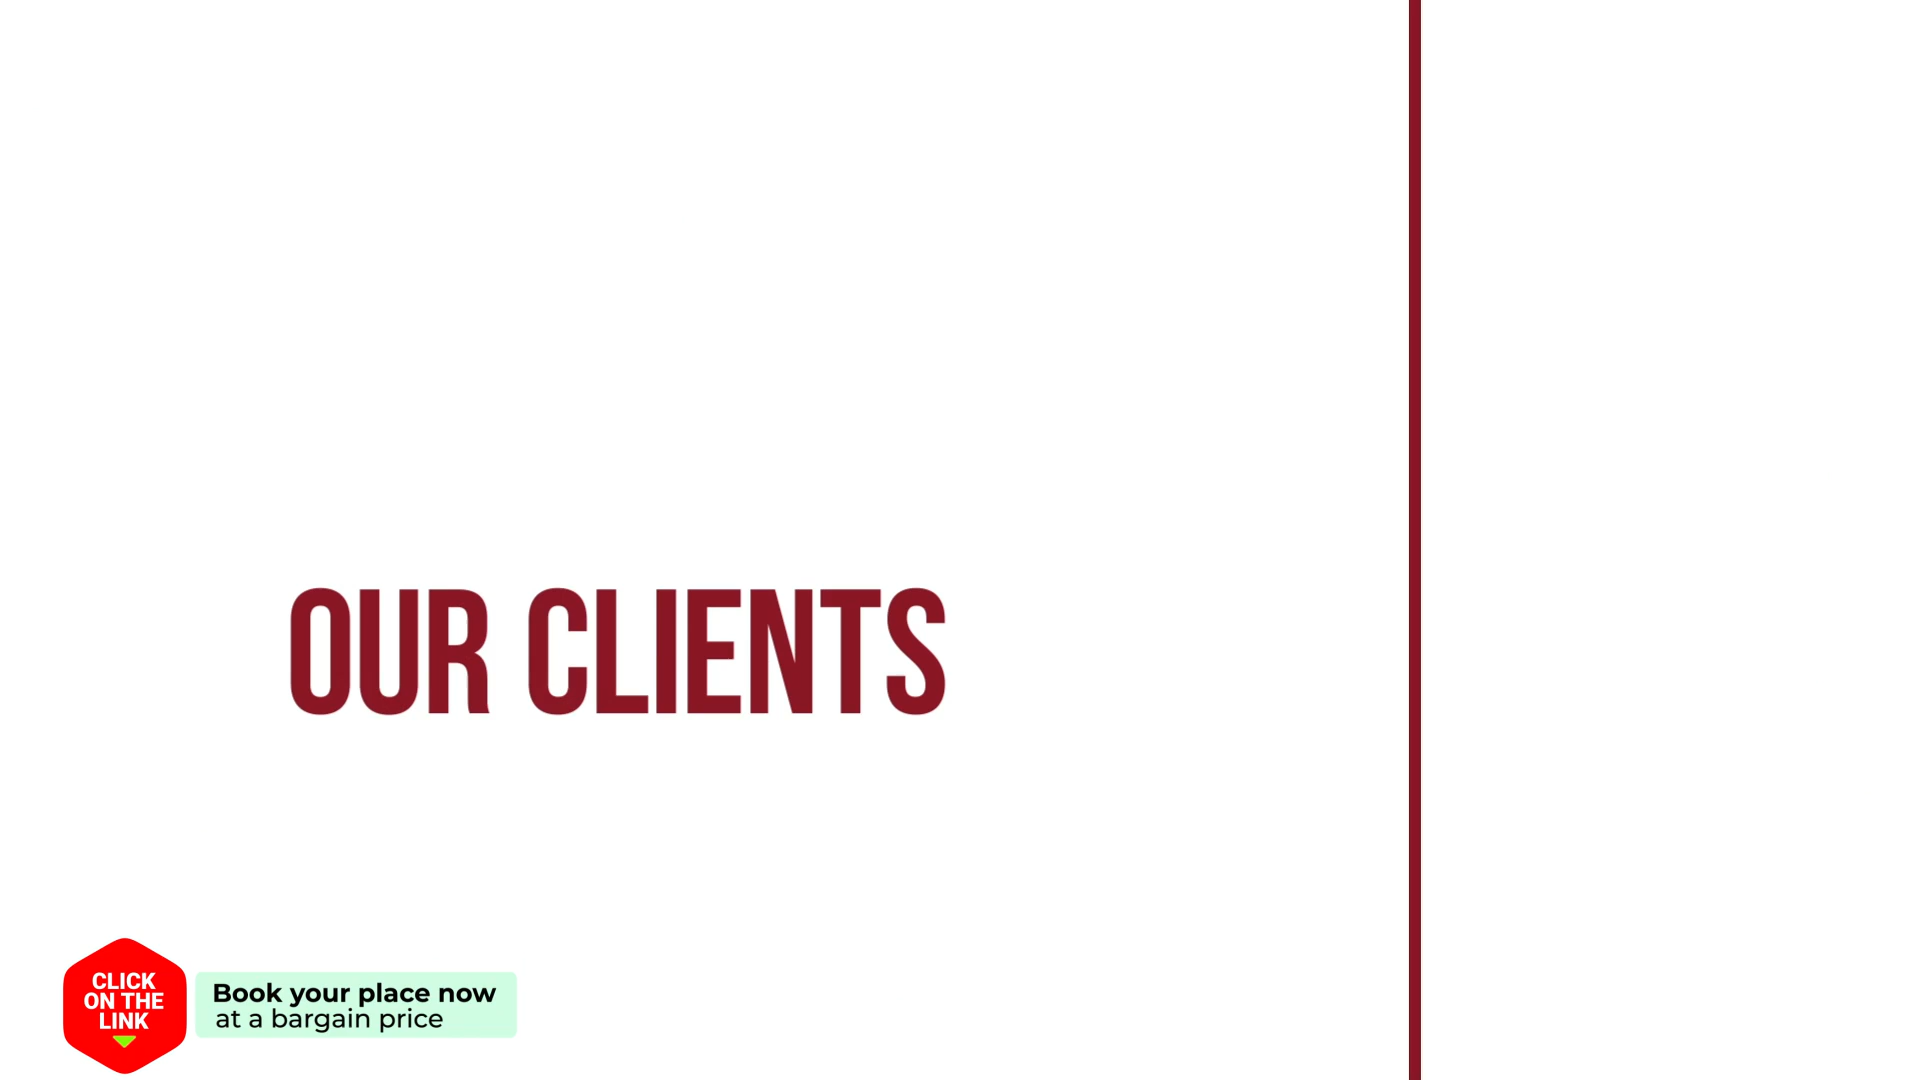 OUR CLIENTS
CLICK
ON THE
LINK
Book your place now
at a bargain price